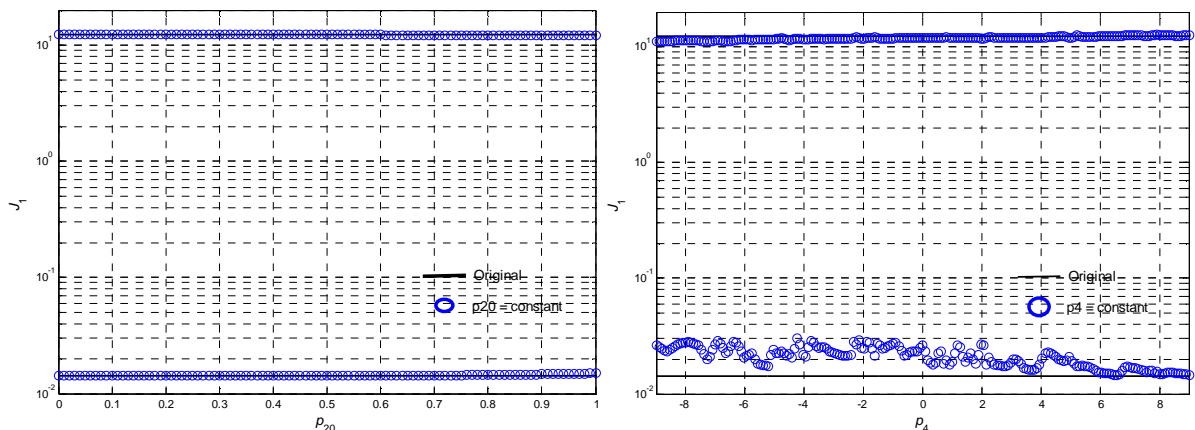 10^1
10^0
10^-1
10^-2
J_1
Original
p20 = constant
0 0.1 0.2 0.3 0.4 0.5 0.6 0.7 0.8 0.9 1
p_20
10^1
10^0
10^-1
10^-2
J_1
Original
p4 = constant
-8 -6 -4 -2 0 2 4 6 8
p_4